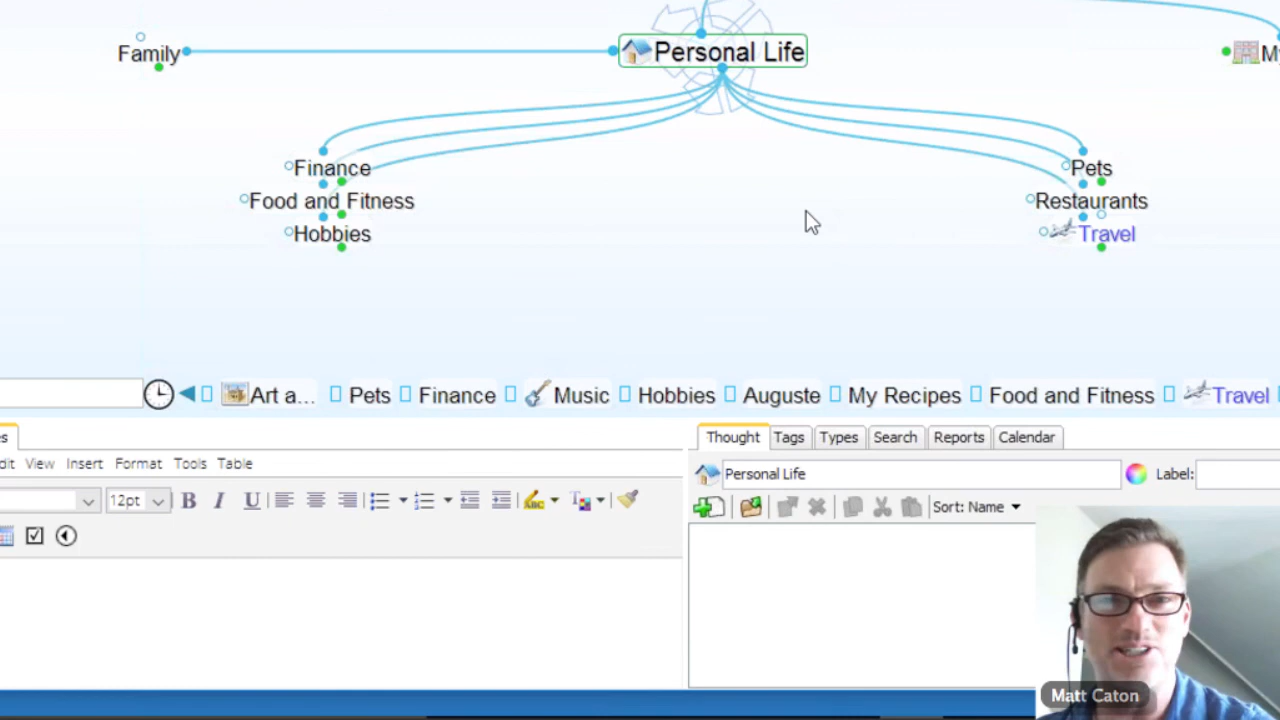 Family
Personal Life
My
Finance
Pets
Food and Fitness
Restaurants
Hobbies
Travel
Art a... Pets Finance Music Hobbies Auguste My Recipes Food and Fitness Travel
s
Thought Tags Types Search Reports Calendar
dit View Insert Format Tools Table
Personal Life Label:
12pt B I U ABC T
Sort: Name
Matt Caton